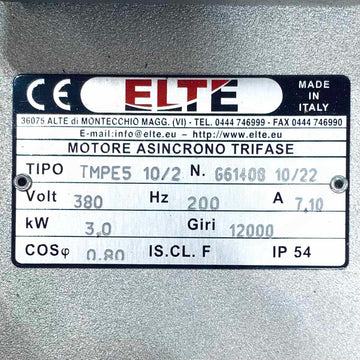 CE ELTE MADE IN ITALY
36075 ALTE di MONTECCHIO MAGG. (VI) - TEL. 0444 746999 - FAX 0444 746990
E-mail:info@elte.eu – http://www.elte.eu
MOTORE ASINCRONO TRIFASE
TIPO TMPE5 10/2 N. G61408 10/22
Volt 380 Hz 200 A 7,10
kW 3,0 Giri 12000
COSφ 0.80 IS.CL. F IP 54